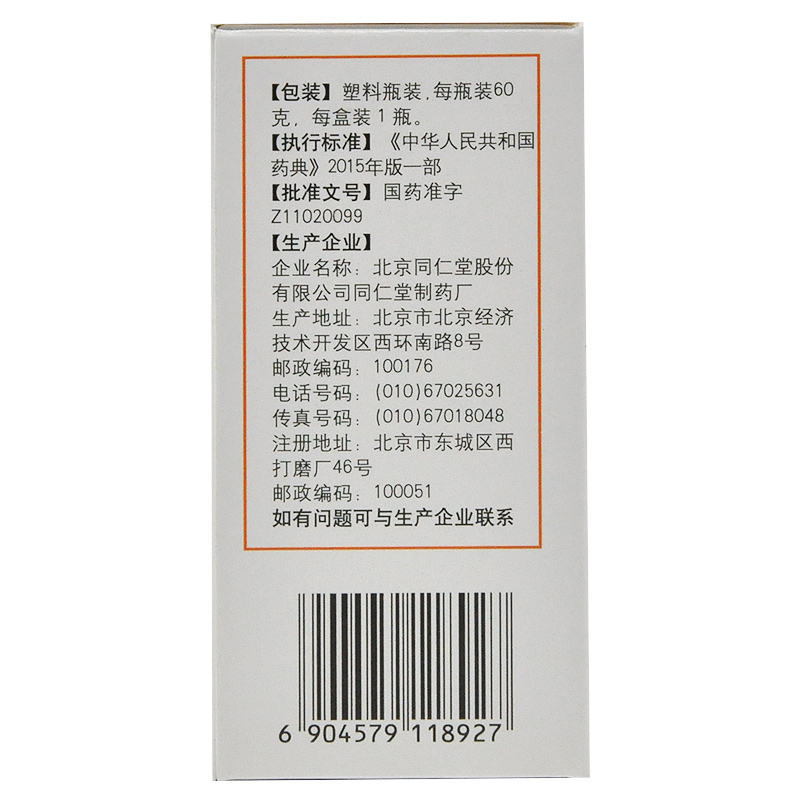 【包装】塑料瓶装,每瓶装60
克，每盒装1瓶。
【执行标准】《中华人民共和国
药典》2015年版一部
【批准文号】国药准字
Z11020099
【生产企业】
企业名称：北京同仁堂股份
有限公司同仁堂制药厂
生产地址：北京市北京经济
技术开发区西环南路8号
邮政编码：100176
电话号码：(010)67025631
传真号码：(010)67018048
注册地址：北京市东城区西
打磨厂46号
邮政编码：100051
如有问题可与生产企业联系
6 904579 118927